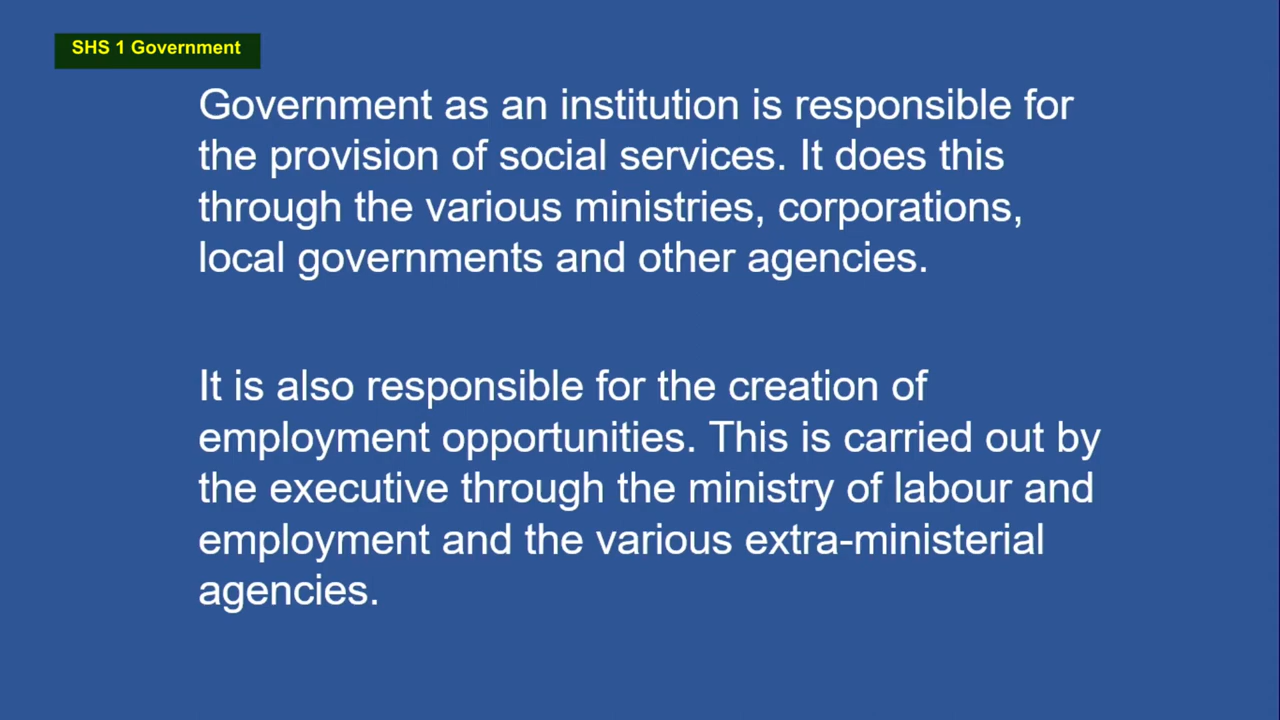 SHS 1 Government
Government as an institution is responsible for
the provision of social services. It does this
through the various ministries, corporations,
local governments and other agencies.
It is also responsible for the creation of
employment opportunities. This is carried out by
the executive through the ministry of labour and
employment and the various extra-ministerial
agencies.